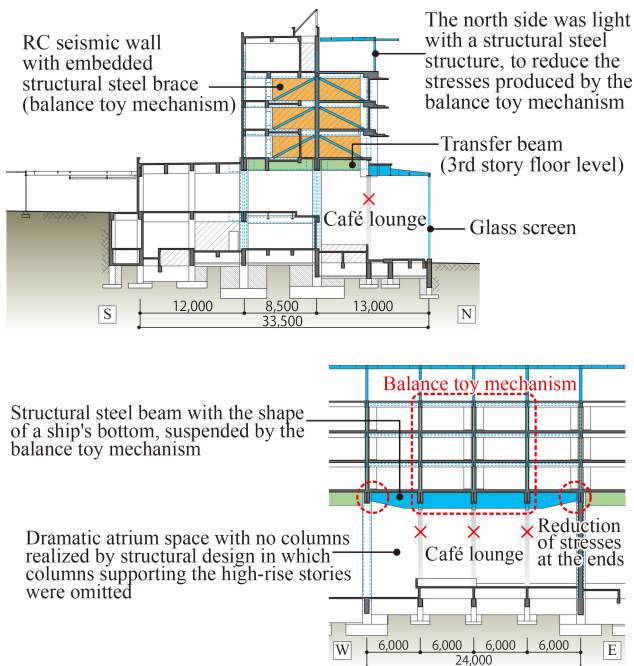 RC seismic wall
with embedded
structural steel brace
(balance toy mechanism)
The north side was light
with a structural steel
structure, to reduce the
stresses produced by the
balance toy mechanism
Transfer beam
(3rd story floor level)
Café lounge
Glass screen
12,000
8,500
13,000
33,500
S
N
Balance toy mechanism
Structural steel beam with the shape
of a ship's bottom, suspended by the
balance toy mechanism
Dramatic atrium space with no columns
realized by structural design in which
columns supporting the high-rise stories
were omitted
Café lounge
Reduction
of stresses
at the ends
W
6,000
6,000
6,000
6,000
E
24,000